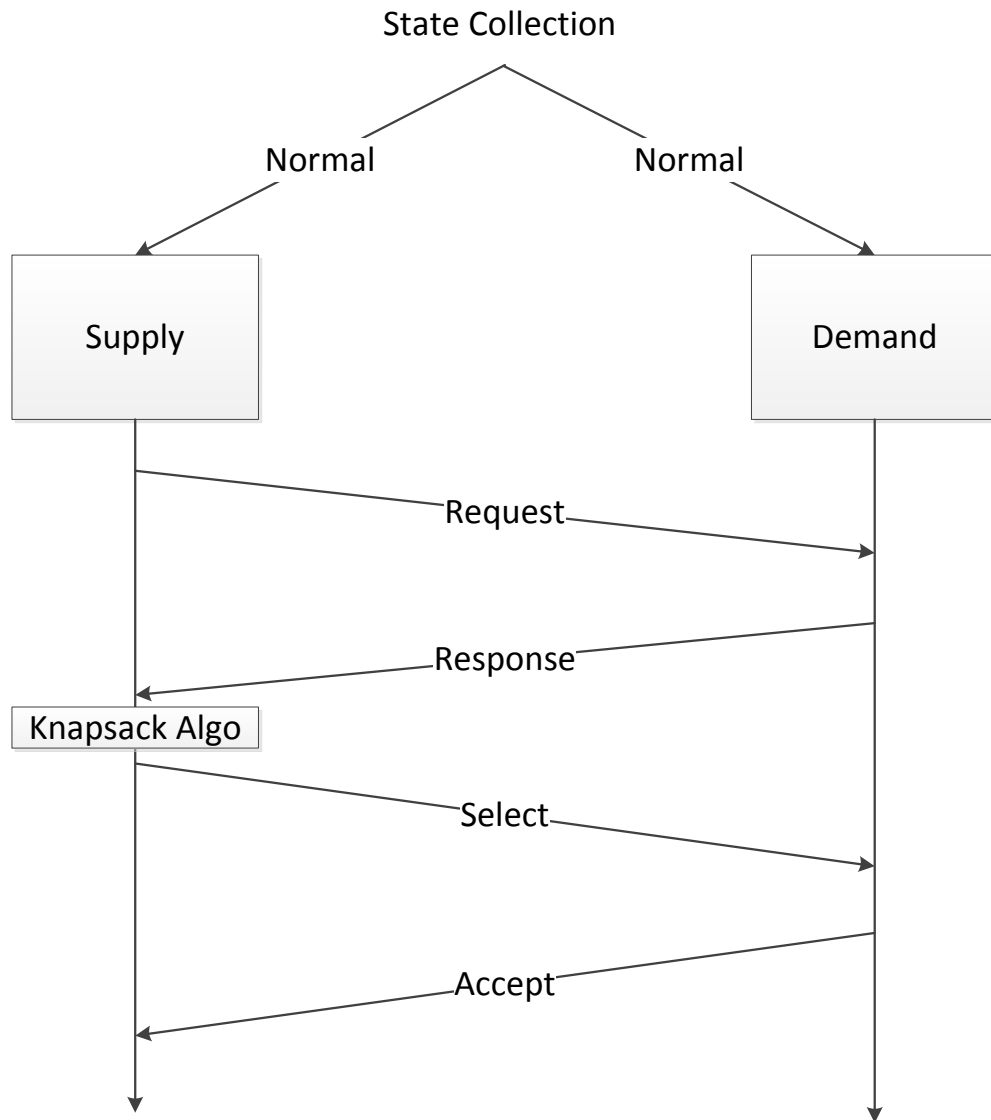 State Collection
Normal
Normal
Supply
Demand
Request
Response
Knapsack Algo
Select
Accept